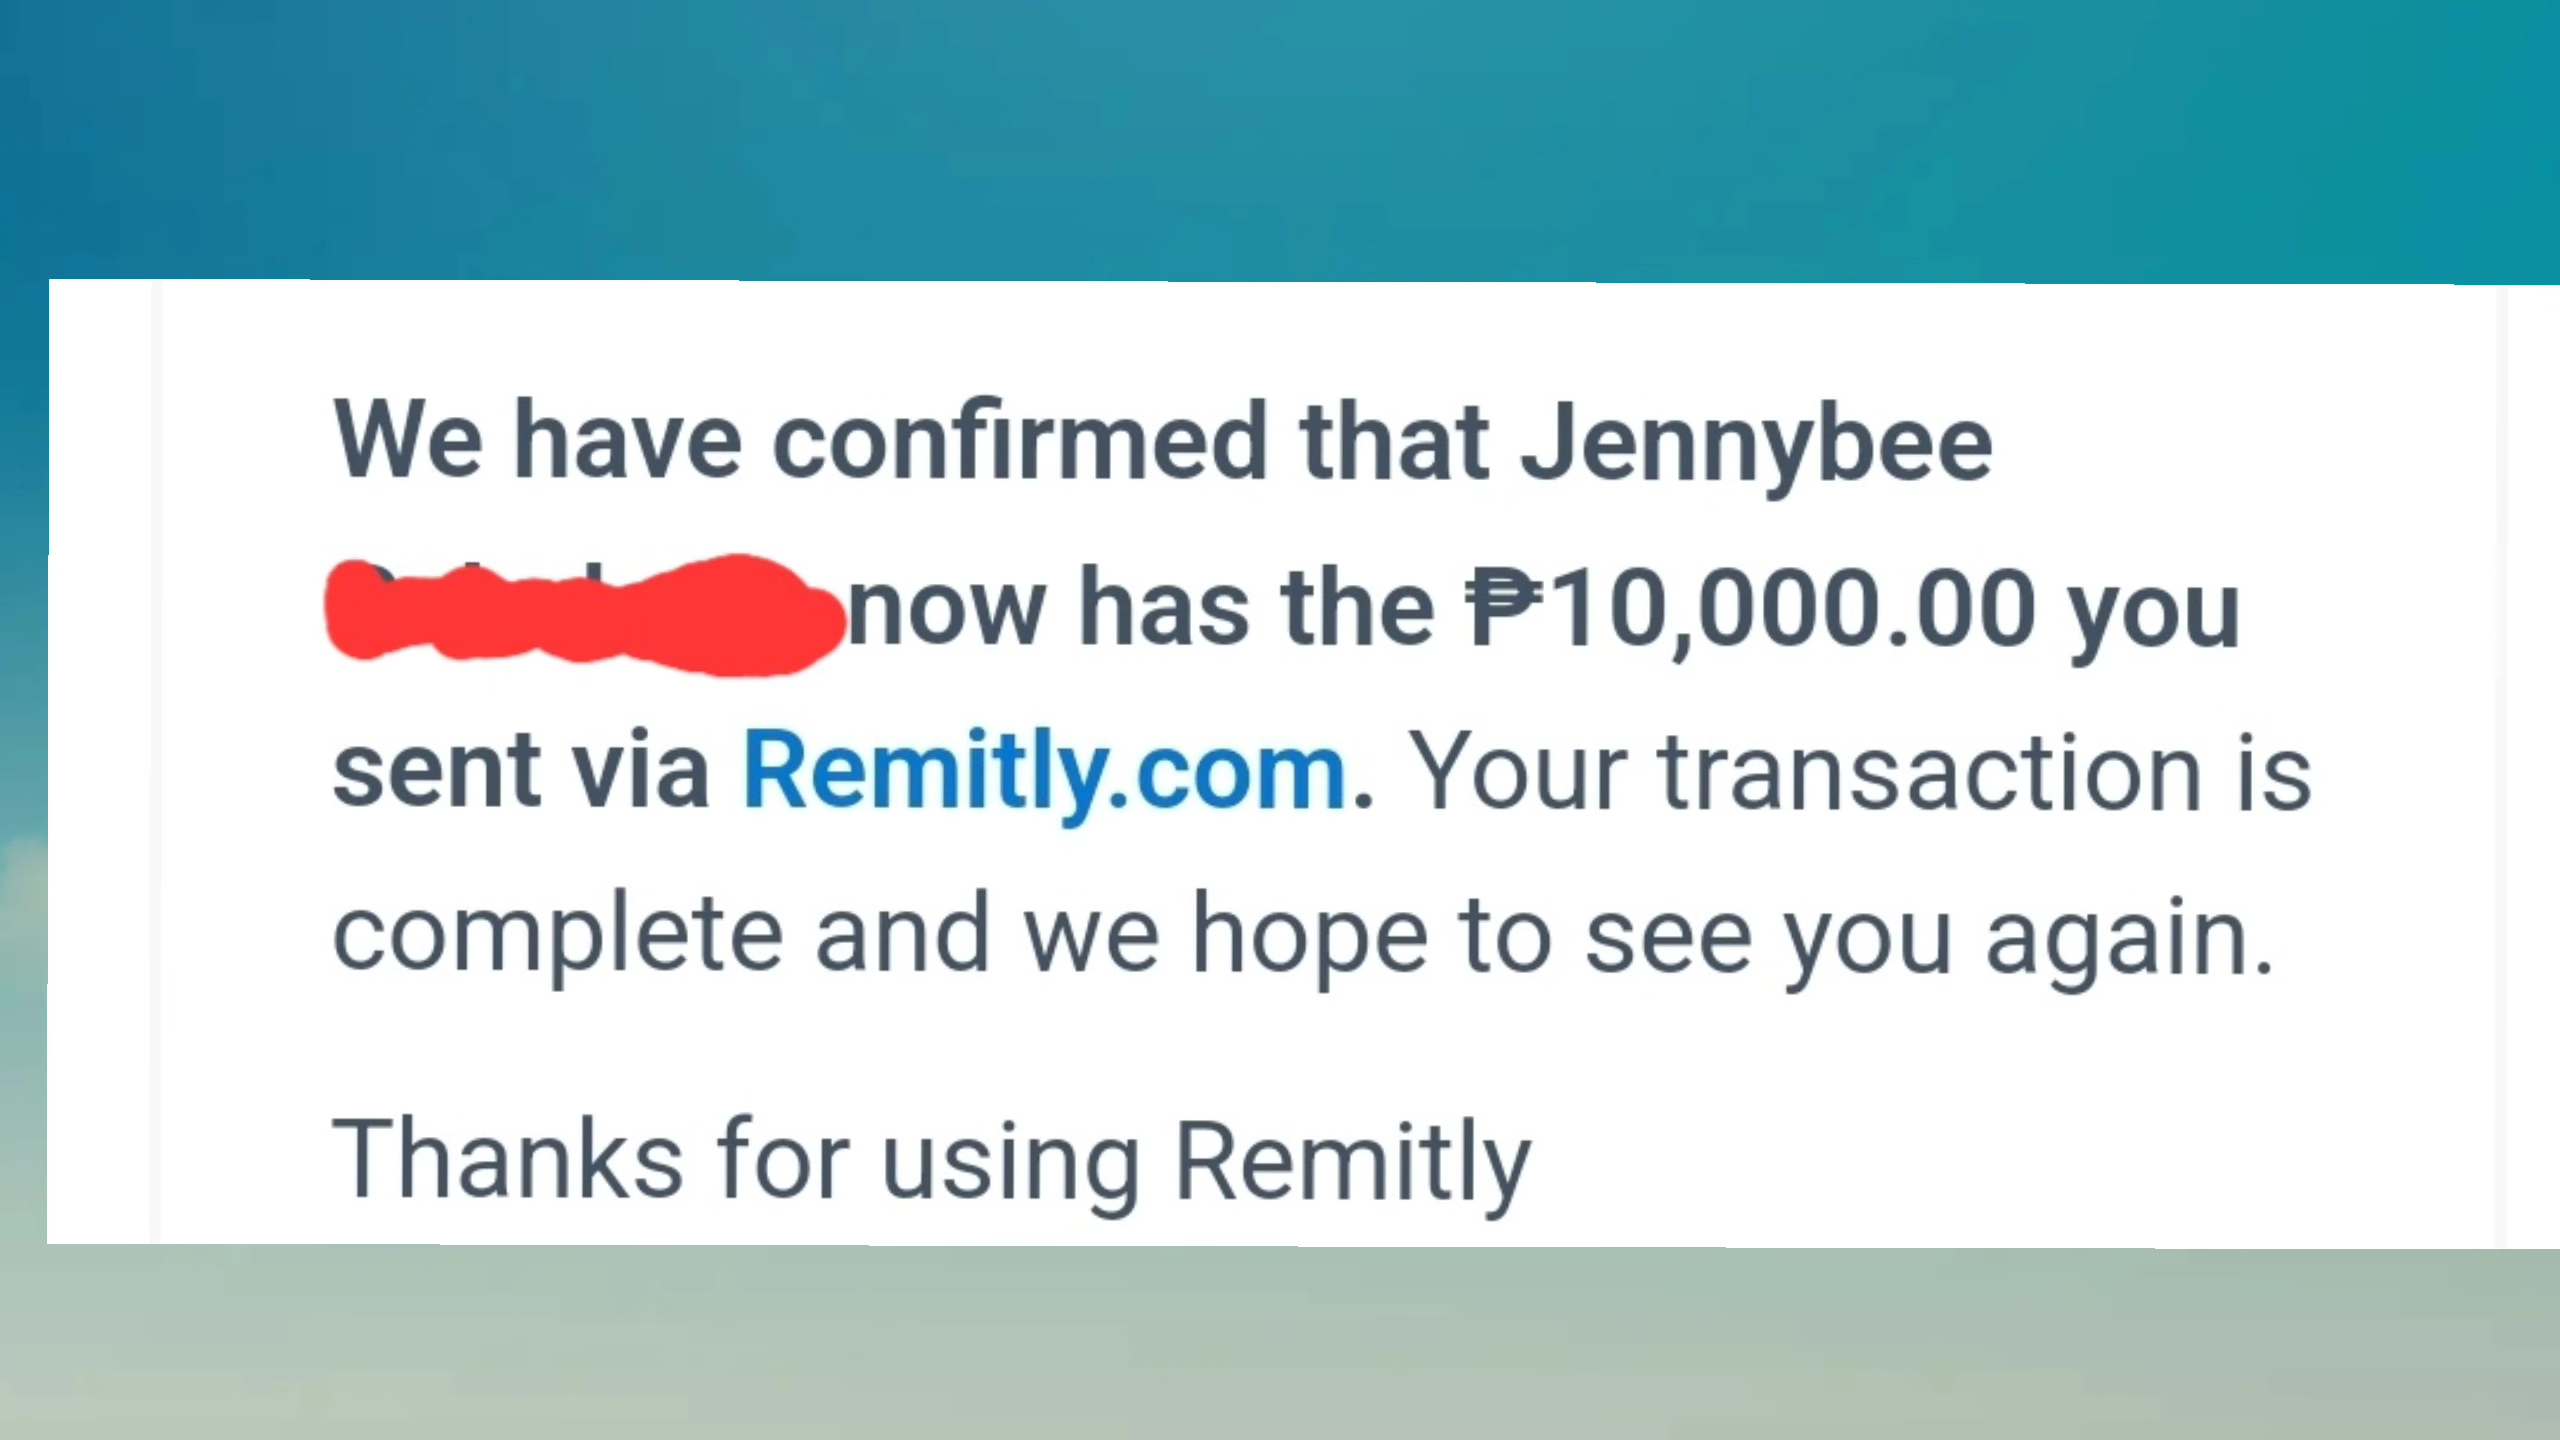 We have confirmed that Jennybee
now has the ₱10,000.00 you
sent via Remitly.com. Your transaction is
complete and we hope to see you again.
Thanks for using Remitly